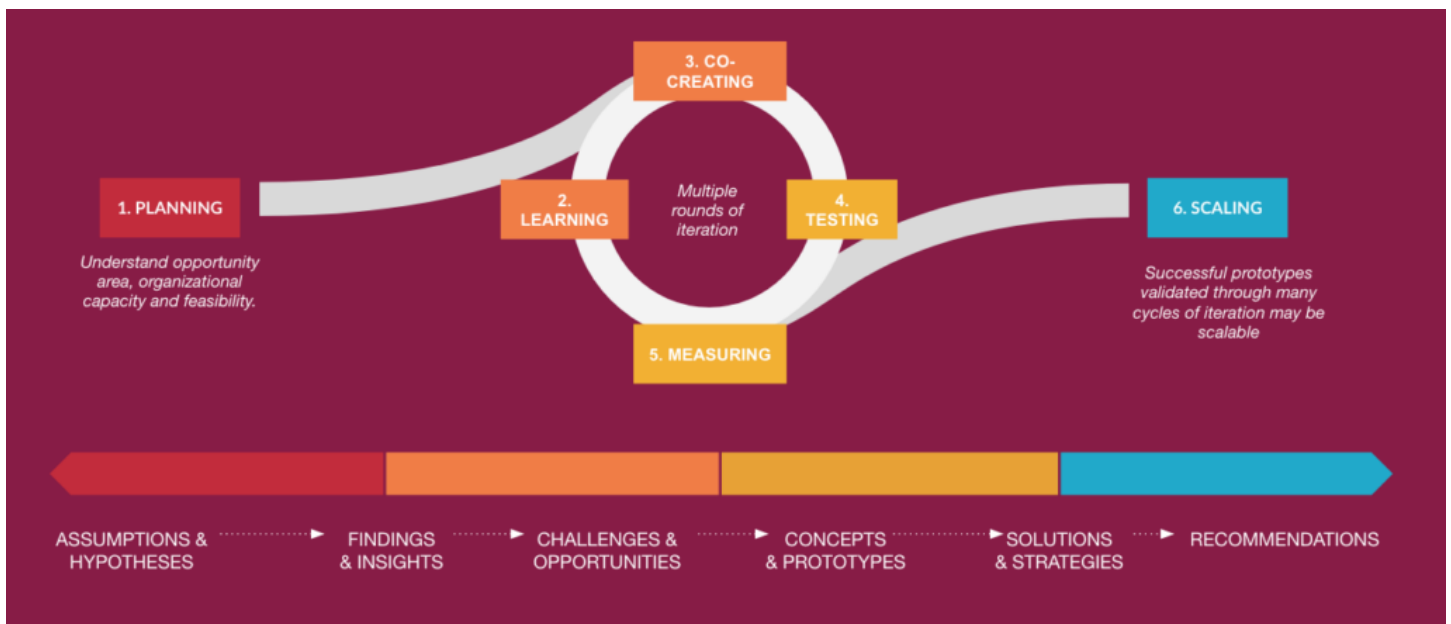 3. CO-
CREATING
1. PLANNING
Understand opportunity
area, organizational
capacity and feasibility.
2.
LEARNING
Multiple
rounds of
iteration
4.
TESTING
5. MEASURING
6. SCALING
Successful prototypes
validated through many
cycles of iteration may be
scalable
ASSUMPTIONS &
HYPOTHESES
FINDINGS
& INSIGHTS
CHALLENGES &
OPPORTUNITIES
CONCEPTS
& PROTOTYPES
SOLUTIONS
& STRATEGIES
RECOMMENDATIONS